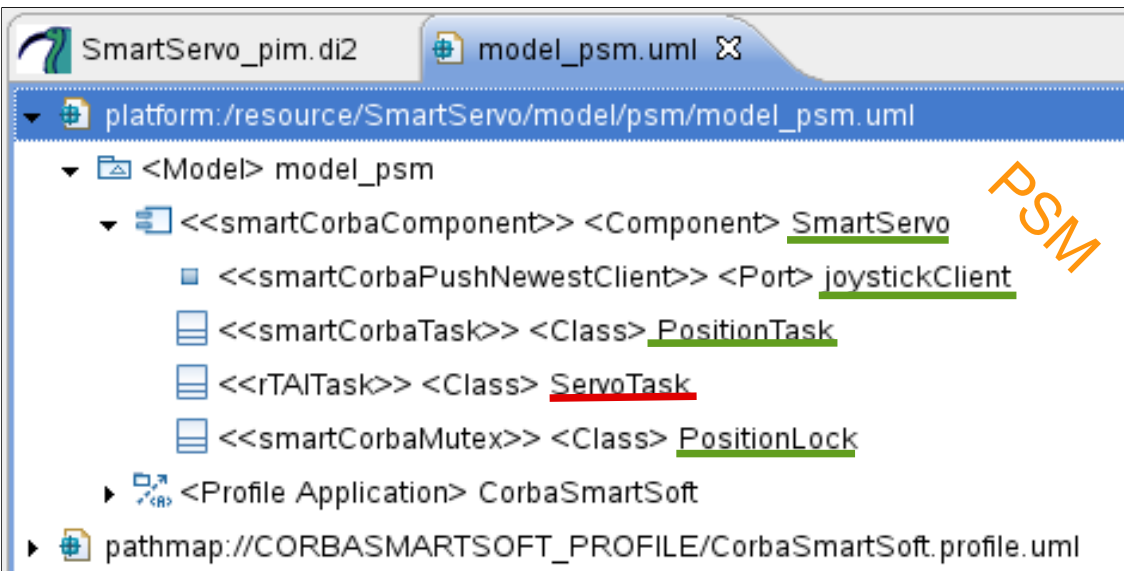 SmartServo_pim.di2 model_psm.uml
platform:/resource/SmartServo/model/psm/model_psm.uml
<Model> model_psm
PSM
<<smartCorbaComponent>> <Component> SmartServo
<<smartCorbaPushNewestClient>> <Port> joystickClient
<<smartCorbaTask>> <Class> PositionTask
<<rTAITask>> <Class> ServoTask
<<smartCorbaMutex>> <Class> PositionLock
<Profile Application> CorbaSmartSoft
pathmap://CORBASMARTSOFT_PROFILE/CorbaSmartSoft.profile.uml